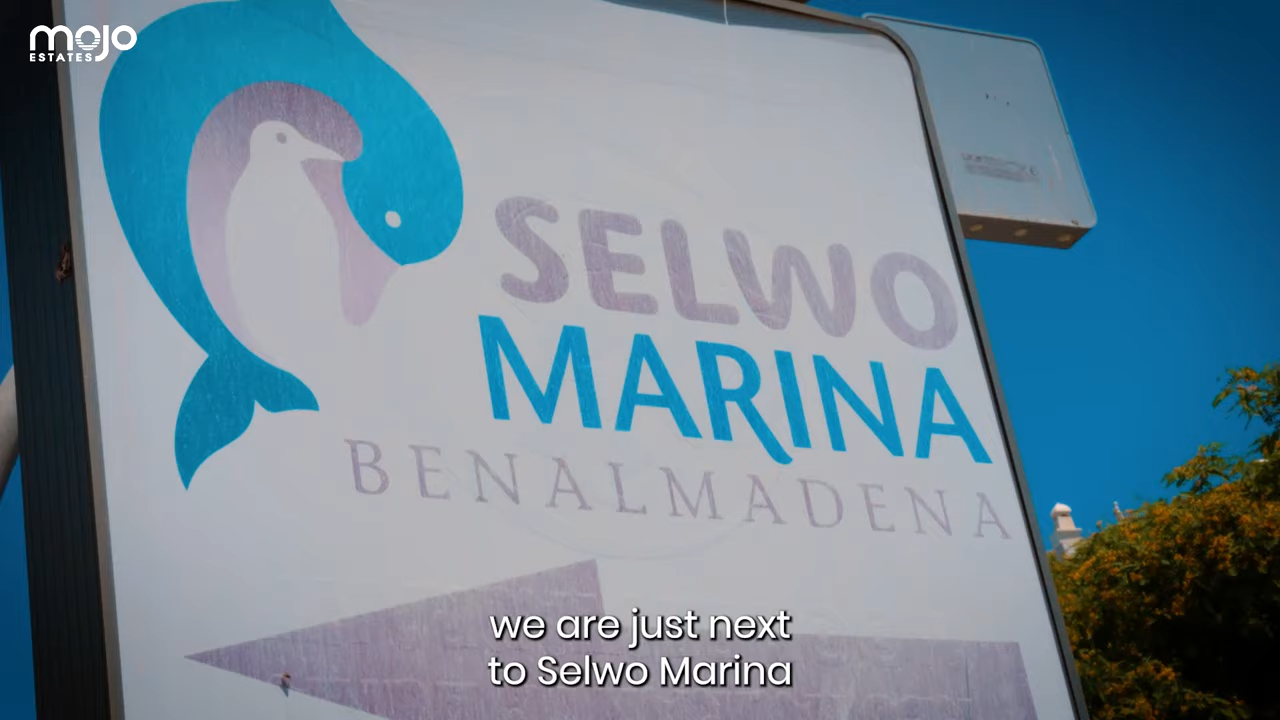 mojo
ESTATES
SELWO
MARINA
BENALMADENA
we are just next
to Selwo Marina